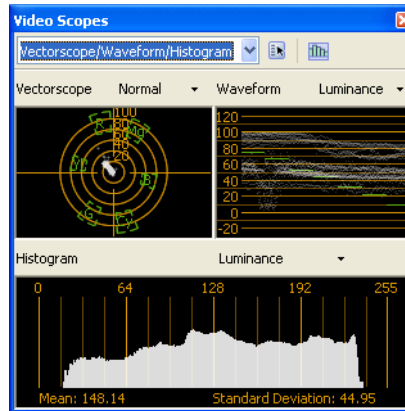 Video Scopes
Vectorscope/Waveform/Histogram
Vectorscope Normal Waveform Luminance
100
80
60
40
20
R
Mg
B
Cy
G
Yl
120
100
80
60
40
20
0
-20
Histogram Luminance
0 64 128 192 255
Mean: 148.14 Standard Deviation: 44.95